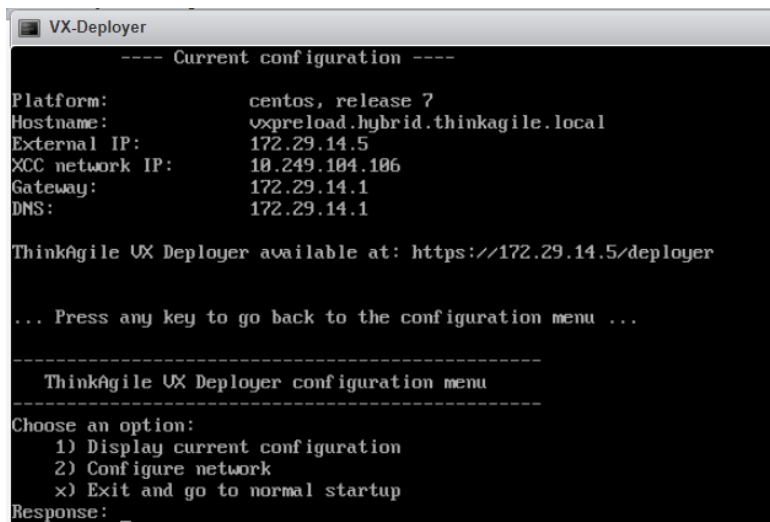 VX-Deployer
---- Current configuration ----
Platform: centos, release 7
Hostname: vxpreload.hybrid.thinkagile.local
External IP: 172.29.14.5
XCC network IP: 10.249.104.106
Gateway: 172.29.14.1
DNS: 172.29.14.1
ThinkAgile VX Deployer available at: https://172.29.14.5/deployer
... Press any key to go back to the configuration menu ...
------------------------------------------------
ThinkAgile VX Deployer configuration menu
------------------------------------------------
Choose an option:
1) Display current configuration
2) Configure network
x) Exit and go to normal startup
Response: _